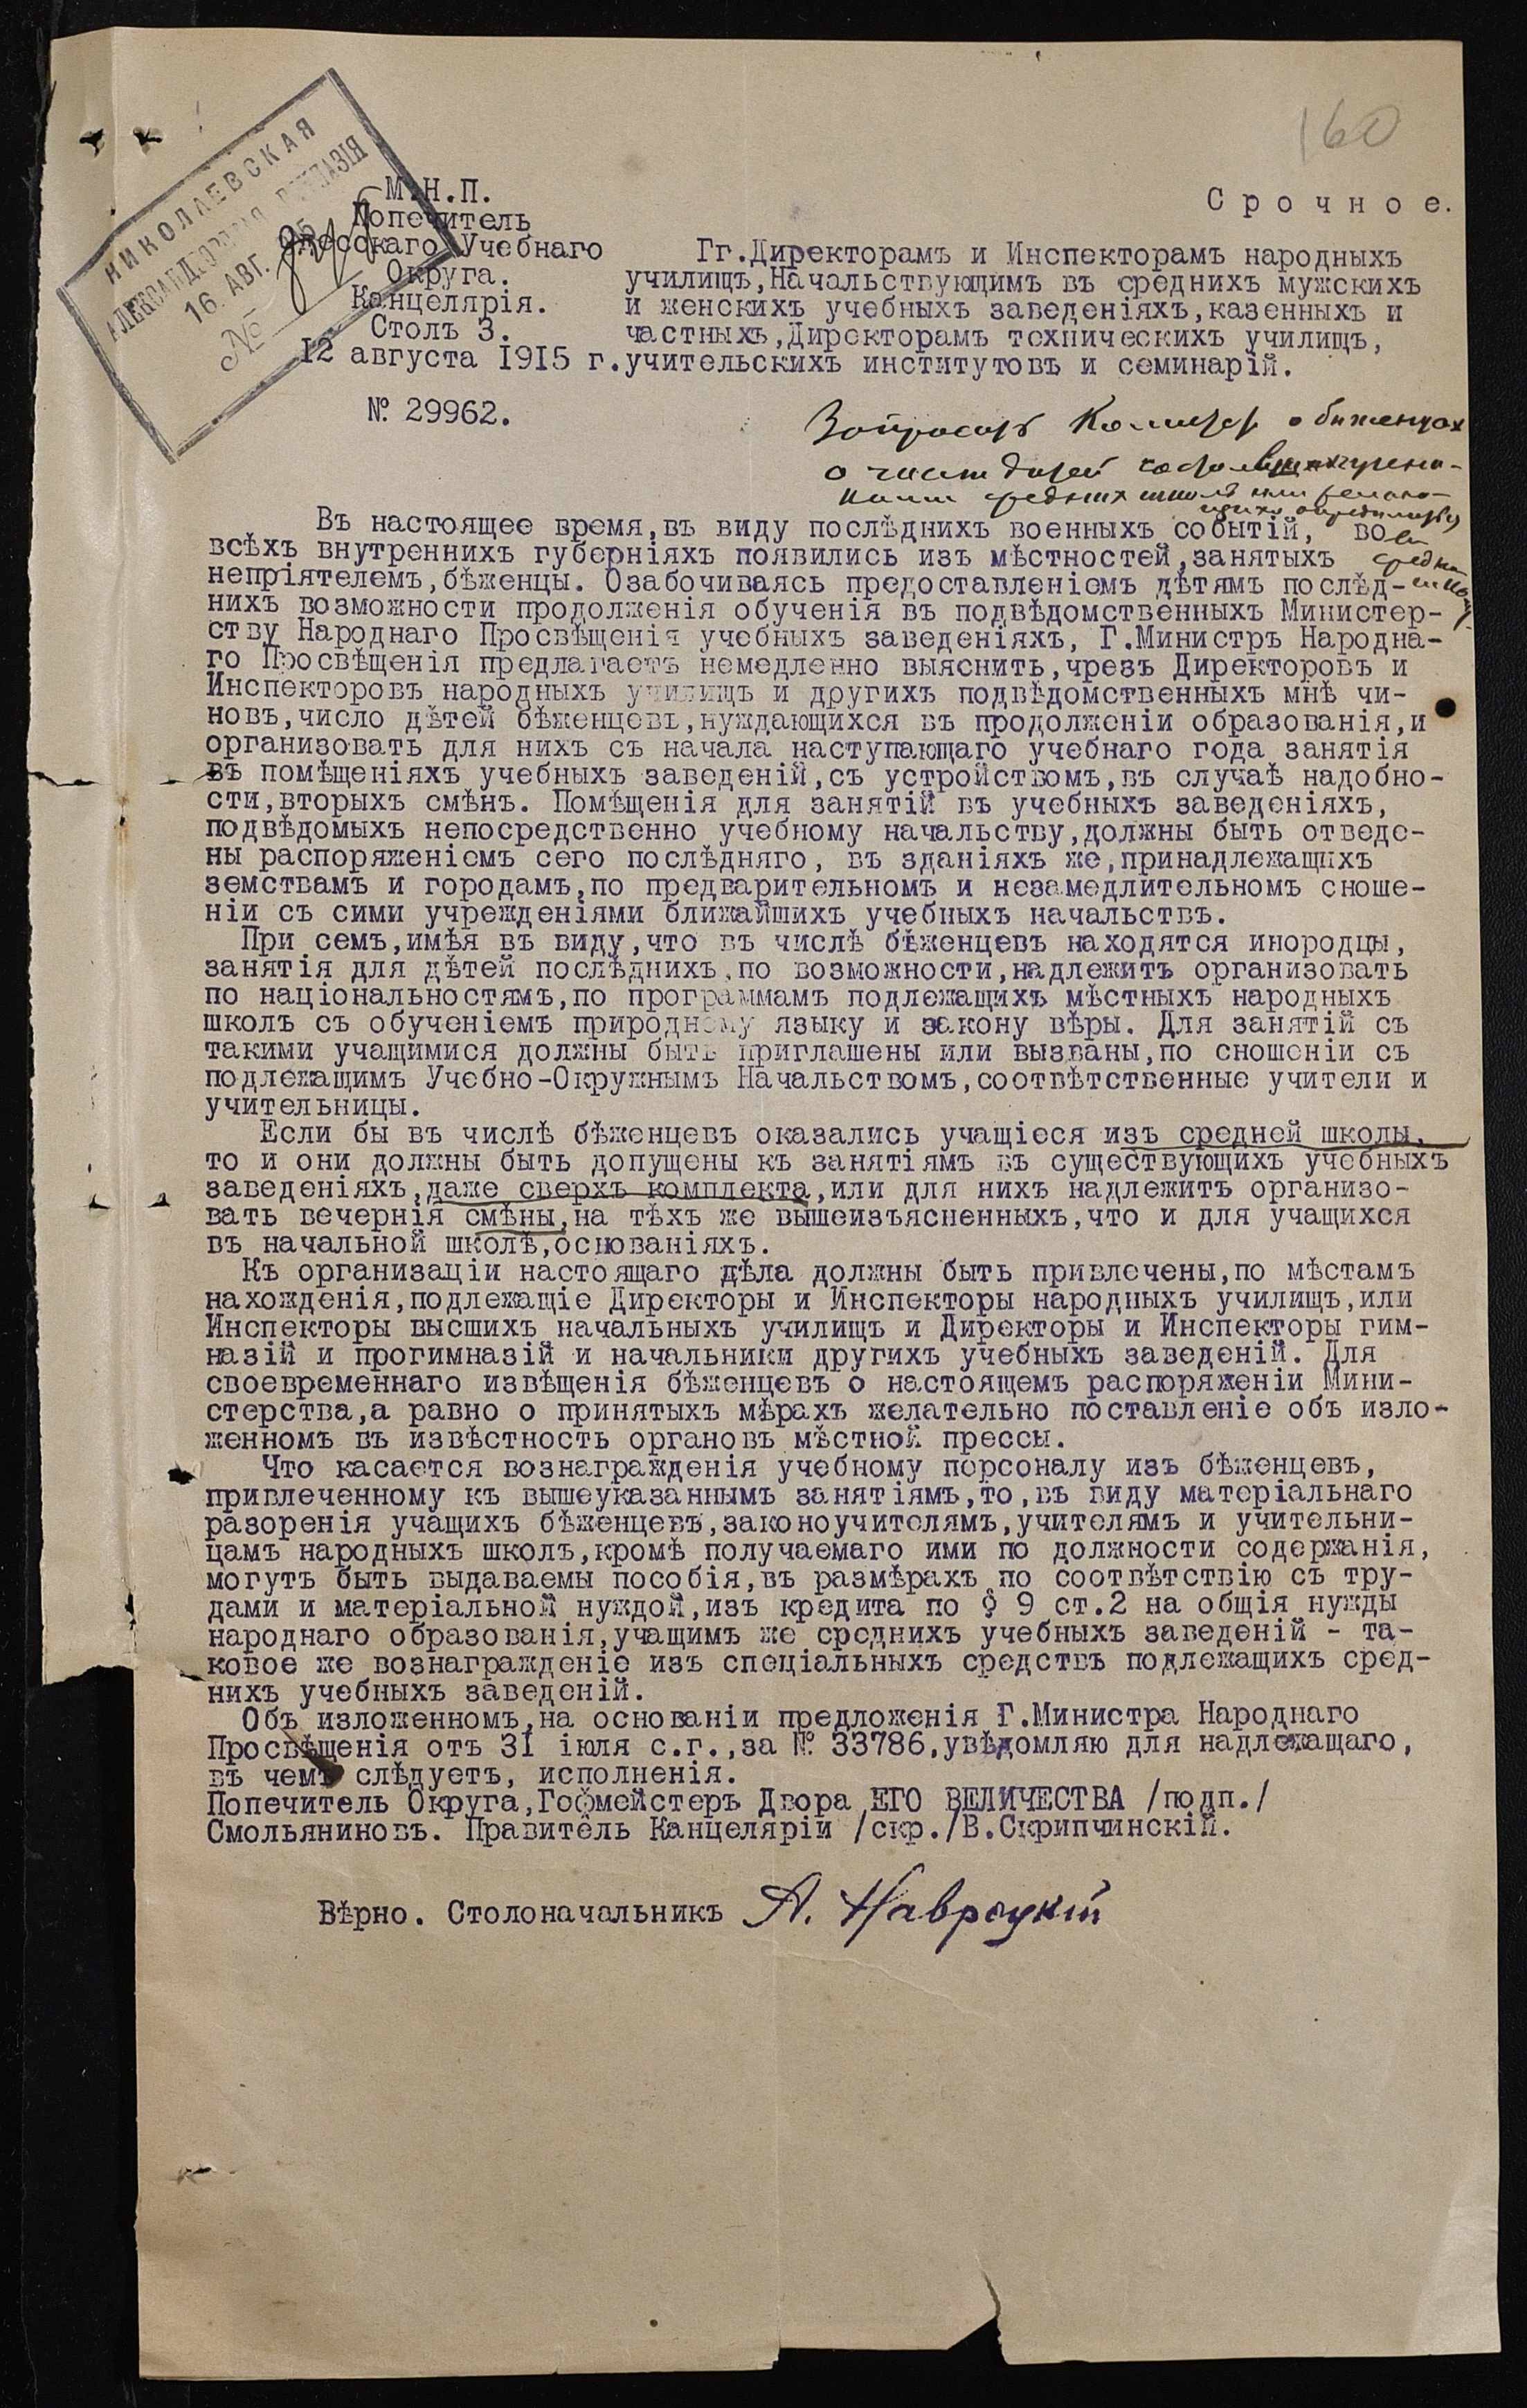 160
НИКОЛАЕВСКАЯ
АЛЕКСАНДРОВСКАЯ ГИМНАЗІЯ
16. АВГ.
№
М.Н.П.
Попечитель
Одесскаго Учебнаго
Округа.
Канцелярія.
Столъ 3.
12 августа 1915 г.
№ 29962.
Срочное.
Гг.Директорамъ и Инспекторамъ народныхъ
училищъ,Начальствующимъ въ среднихъ мужскихъ
и женскихъ учебныхъ заведеніяхъ,казенныхъ и
частныхъ,Директорамъ техническихъ училищъ,
учительскихъ институтовъ и семинарій.
о беженцах
о дітей
средних школъ или
Въ настоящее время,въ виду послѣднихъ военныхъ событій, во
всѣхъ внутреннихъ губерніяхъ появились изъ мѣстностей,занятыхъ
непріятелемъ,бѣженцы. Озабочиваясь предоставленіемъ дѣтямъ послѣд-
нихъ возможности продолженія обученія въ подвѣдомственныхъ Министер-
ству Народнаго Просвѣщенія учебныхъ заведеніяхъ, Г.Министръ Народна-
го Просвѣщенія предлагаетъ немедленно выяснить,чрезъ Директоровъ и
Инспекторовъ народныхъ училищъ и другихъ подвѣдомственныхъ мнѣ чи-
новъ,число дѣтей бѣженцевъ,нуждающихся въ продолженіи образованія,и
организовать для нихъ съ начала наступающаго учебнаго года занятія
въ помѣщеніяхъ учебныхъ заведеній,съ устройствомъ,въ случаѣ надобно-
сти,вторыхъ смѣнъ. Помѣщенія для занятій въ учебныхъ заведеніяхъ,
подвѣдомыхъ непосредственно учебному начальству,должны быть отведе-
ны распоряженіемъ сего послѣдняго, въ зданіяхъ же,принадлежащихъ
земствамъ и городамъ,по предварительномъ и незамедлительномъ сноше-
ніи съ сими учрежденіями ближайшихъ учебныхъ начальствъ.
При семъ,имѣя въ виду,что въ числѣ бѣженцевъ находятся инородцы,
занятія для дѣтей послѣднихъ,по возможности,надлежитъ организовать
по національностямъ,по программамъ подлежащихъ мѣстныхъ народныхъ
школъ съ обученіемъ природному языку и закону вѣры. Для занятій съ
такими учащимися должны быть приглашены или вызваны,по сношеніи съ
подлежащимъ Учебно-Окружнымъ Начальствомъ,соотвѣтственные учители и
учительницы.
Если бы въ числѣ бѣженцевъ оказались учащіеся изъ средней школы,
то и они должны быть допущены къ занятіямъ въ существующихъ учебныхъ
заведеніяхъ,даже сверхъ комплекта,или для нихъ надлежитъ организо-
вать вечернія смѣны,на тѣхъ же вышеизъясненныхъ,что и для учащихся
въ начальной школѣ,основаніяхъ.
Къ организаціи настоящаго дѣла должны быть привлечены,по мѣстамъ
нахожденія,подлежащіе Директоры и Инспекторы народныхъ училищъ,или
Инспекторы высшихъ начальныхъ училищъ и Директоры и Инспекторы гим-
назій и прогимназій и начальники другихъ учебныхъ заведеній. Для
своевременнаго извѣщенія бѣженцевъ о настоящемъ распоряженіи Мини-
стерства,а равно о принятыхъ мѣрахъ желательно поставленіе объ изло-
женномъ въ извѣстность органовъ мѣстной прессы.
Что касается вознагражденія учебному персоналу изъ бѣженцевъ,
привлеченному къ вышеуказаннымъ занятіямъ,то,въ виду матеріальнаго
разоренія учащихъ бѣженцевъ,законоучителямъ,учителямъ и учительни-
цамъ народныхъ школъ,кромѣ получаемаго ими по должности содержанія,
могутъ быть выдаваемы пособія,въ размѣрахъ по соотвѣтствію съ тру-
дами и матеріальной нуждой,изъ кредита по § 9 ст.2 на общія нужды
народнаго образованія,учащимъ же среднихъ учебныхъ заведеній - та-
ковое же вознагражденіе изъ спеціальныхъ средствъ подлежащихъ сред-
нихъ учебныхъ заведеній.
Объ изложенномъ,на основаніи предложенія Г.Министра Народнаго
Просвѣщенія отъ 31 іюля с.г.,за № 33786,увѣдомляю для надлежащаго,
въ чемъ слѣдуетъ, исполненія.
Попечитель Округа,Гофмейстеръ Двора ЕГО ВЕЛИЧЕСТВА /подп./
Смольяниновъ. Правитель Канцеляріи /скр./В.Скрипчинскій.
Вѣрно. Столоначальникъ А. Навроцкій